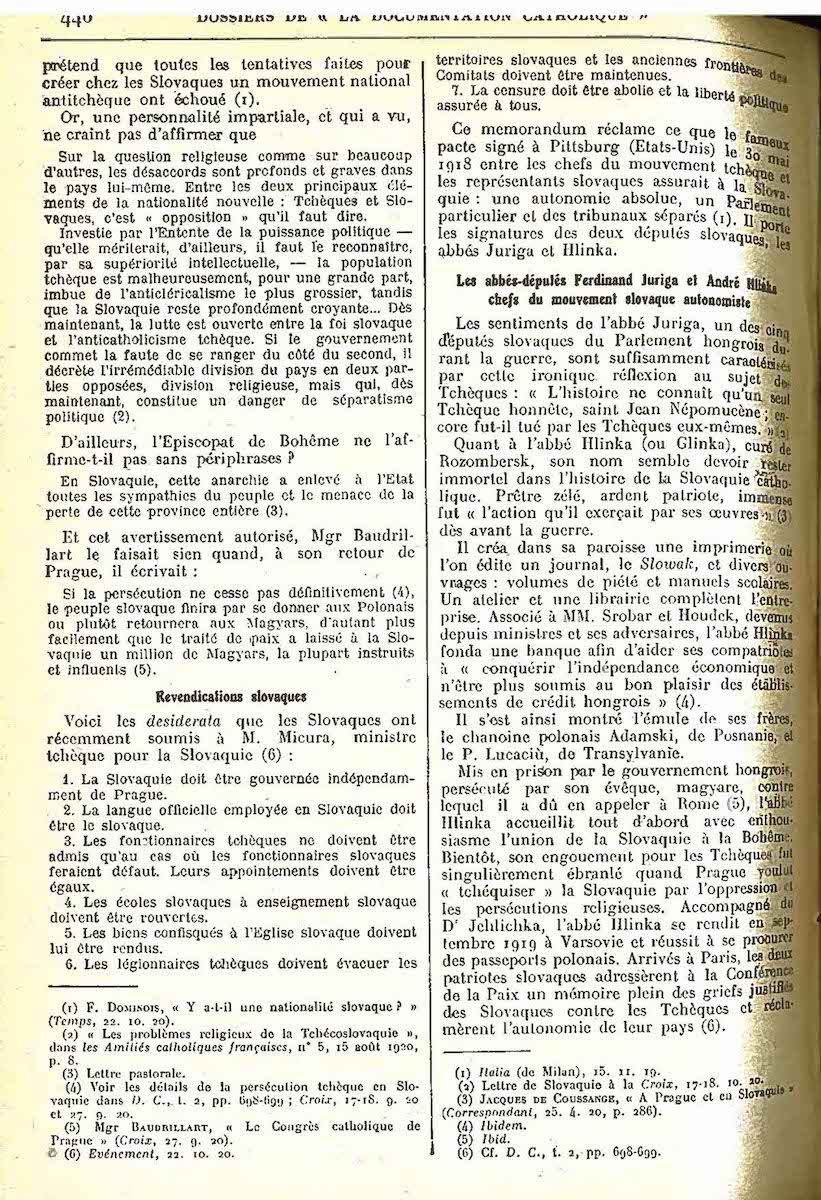 440 DOSSIERS DE « LA DOCUMENTATION CATHOLIQUE »
prétend que toutes les tentatives faites pour
créer chez les Slovaques un mouvement national
antitchèque ont échoué (1).
Or, une personnalité impartiale, et qui a vu,
ne craint pas d'affirmer que
Sur la question religieuse comme sur beaucoup
d'autres, les désaccords sont profonds et graves dans
le pays lui-même. Entre les deux principaux élé-
ments de la nationalité nouvelle : Tchèques et Slo-
vaques, c'est « opposition » qu'il faut dire.
Investie par l'Entente de la puissance politique —
qu'elle mériterait, d'ailleurs, il faut le reconnaître,
par sa supériorité intellectuelle, — la population
tchèque est malheureusement, pour une grande part,
imbue de l'anticléricalisme le plus grossier, tandis
que la Slovaquie reste profondément croyante... Dès
maintenant, la lutte est ouverte entre la foi slovaque
et l'anticatholicisme tchèque. Si le gouvernement
commet la faute de se ranger du côté du second, il
décrète l'irrémédiable division du pays en deux par-
ties opposées, division religieuse, mais qui, dès
maintenant, constitue un danger de séparatisme
politique (2).
D'ailleurs, l'Episcopat de Bohême ne l'af-
firme-t-il pas sans périphrases ?
En Slovaquie, cette anarchie a enlevé à l'Etat
toutes les sympathies du peuple et le menace de la
perte de cette province entière (3).
Et cet avertissement autorisé, Mgr Baudril-
lart le faisait sien quand, à son retour de
Prague, il écrivait :
Si la persécution ne cesse pas définitivement (4),
le peuple slovaque finira par se donner aux Polonais
ou plutôt retournera aux Magyars, d'autant plus
facilement que le traité de paix a laissé à la Slo-
vaquie un million de Magyars, la plupart instruits
et influents (5).
Revendications slovaques
Voici les desiderata que les Slovaques ont
récemment soumis à M. Micura, ministre
tchèque pour la Slovaquie (6) :
1. La Slovaquie doit être gouvernée indépendam-
ment de Prague.
2. La langue officielle employée en Slovaquie doit
être le slovaque.
3. Les fonctionnaires tchèques ne doivent être
admis qu'au cas où les fonctionnaires slovaques
feraient défaut. Leurs appointements doivent être
égaux.
4. Les écoles slovaques à enseignement slovaque
doivent être rouvertes.
5. Les biens confisqués à l'Eglise slovaque doivent
lui être rendus.
6. Les légionnaires tchèques doivent évacuer les
(1) F. DOMINOIS, « Y a-t-il une nationalité slovaque ? »
(Temps, 22. 10. 20).
(2) « Les problèmes religieux de la Tchécoslovaquie »,
dans les Amitiés catholiques françaises, n° 5, 15 août 1920,
p. 8.
(3) Lettre pastorale.
(4) Voir les détails de la persécution tchèque en Slo-
vaquie dans D. C., t. 2, pp. 698-699 ; Croix, 17-18. 9. 20
et 27. 9. 20.
(5) Mgr BAUDRILLART, « Le Congrès catholique de
Prague » (Croix, 27. 9. 20).
(6) Evénement, 22. 10. 20.
territoires slovaques et les anciennes frontières des
Comitats doivent être maintenues.
7. La censure doit être abolie et la liberté politique
assurée à tous.
Ce memorandum réclame ce que le fameux
pacte signé à Pittsburg (Etats-Unis) le 30 mai
1918 entre les chefs du mouvement tchèque et
les représentants slovaques assurait à la Slova-
quie : une autonomie absolue, un Parlement
particulier et des tribunaux séparés (1). Il porte
les signatures des deux députés slovaques, les
abbés Juriga et Hlinka.
Les abbés-députés Ferdinand Juriga et André Hlinka
chefs du mouvement slovaque autonomiste
Les sentiments de l'abbé Juriga, un des cinq
députés slovaques du Parlement hongrois du-
rant la guerre, sont suffisamment caractérisés
par cette ironique réflexion au sujet des
Tchèques : « L'histoire ne connaît qu'un seul
Tchèque honnête, saint Jean Népomucène ; en-
core fut-il tué par les Tchèques eux-mêmes. » (2)
Quant à l'abbé Hlinka (ou Glinka), curé de
Rozombersk, son nom semble devoir rester
immortel dans l'histoire de la Slovaquie catho-
lique. Prêtre zélé, ardent patriote, immense
fut « l'action qu'il exerçait par ses œuvres » (3)
dès avant la guerre.
Il créa dans sa paroisse une imprimerie où
l'on édite un journal, le Slowak, et divers ou-
vrages : volumes de piété et manuels scolaires.
Un atelier et une librairie complètent l'entre-
prise. Associé à MM. Srobar et Houdek, devenus
depuis ministres et ses adversaires, l'abbé Hlinka
fonda une banque afin d'aider ses compatriotes
à « conquérir l'indépendance économique et
n'être plus soumis au bon plaisir des établis-
sements de crédit hongrois » (4).
Il s'est ainsi montré l'émule de ses frères,
le chanoine polonais Adamski, de Posnanie, et
le P. Lucaciù, de Transylvanie.
Mis en prison par le gouvernement hongrois,
persécuté par son évêque, magyare, contre
lequel il a dû en appeler à Rome (5), l'abbé
Hlinka accueillit tout d'abord avec enthou-
siasme l'union de la Slovaquie à la Bohême.
Bientôt, son engouement pour les Tchèques fut
singulièrement ébranlé quand Prague voulut
« tchéquiser » la Slovaquie par l'oppression et
les persécutions religieuses. Accompagné du
Dr Jehlichka, l'abbé Hlinka se rendit en sep-
tembre 1919 à Varsovie et réussit à se procurer
des passeports polonais. Arrivés à Paris, les deux
patriotes slovaques adressèrent à la Conférence
de la Paix un mémoire plein des griefs justifiés
des Slovaques contre les Tchèques et récla-
mèrent l'autonomie de leur pays (6).
(1) Italia (de Milan), 15. 11. 19.
(2) Lettre de Slovaquie à la Croix, 17-18. 10. 20.
(3) JACQUES DE COUSSANGE, « A Prague et en Slovaquie »
(Correspondant, 25. 4. 20, p. 286).
(4) Ibidem.
(5) Ibid.
(6) Cf. D. C., t. 2, pp. 698-699.